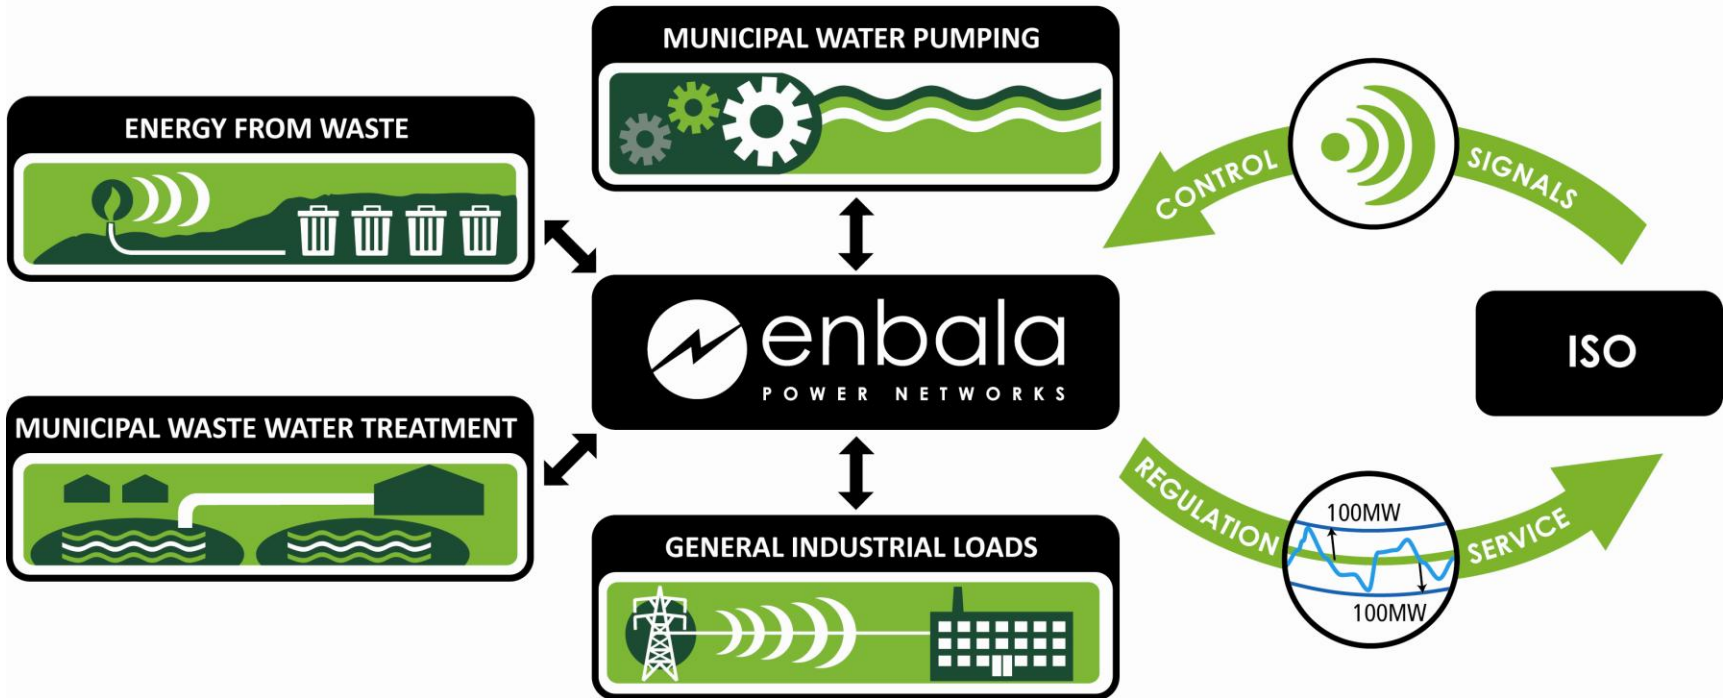 MUNICIPAL WATER PUMPING
ENERGY FROM WASTE
CONTROL SIGNALS
enbala
POWER NETWORKS
ISO
MUNICIPAL WASTE WATER TREATMENT
REGULATION SERVICE
100MW
100MW
GENERAL INDUSTRIAL LOADS